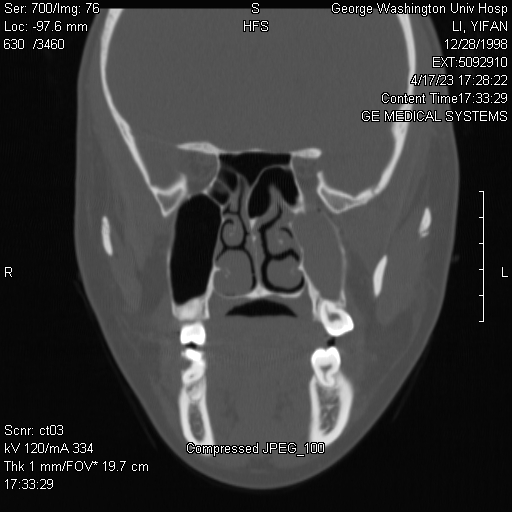 Ser: 700/Img: 76
Loc: -97.6 mm
630 /3460
S
HFS
George Washington Univ Hosp
LI, YIFAN
12/28/1998
EXT:5092910
4/17/23 17:28:22
Content Time17:33:29
GE MEDICAL SYSTEMS
R
L
Scnr: ct03
kV 120/mA 334
Thk 1 mm/FOV* 19.7 cm
17:33:29
Compressed JPEG_100